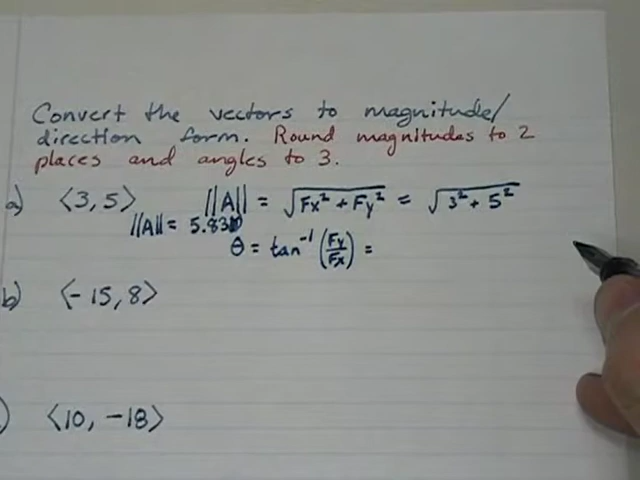 Convert the vectors to magnitude/
direction form. Round magnitudes to 2
places and angles to 3.
a) ⟨3, 5⟩ ||A|| = √(Fx² + Fy²) = √(3² + 5²)
||A|| = 5.83
θ = tan⁻¹ (Fy/Fx) =
b) ⟨-15, 8⟩
) ⟨10, -18⟩